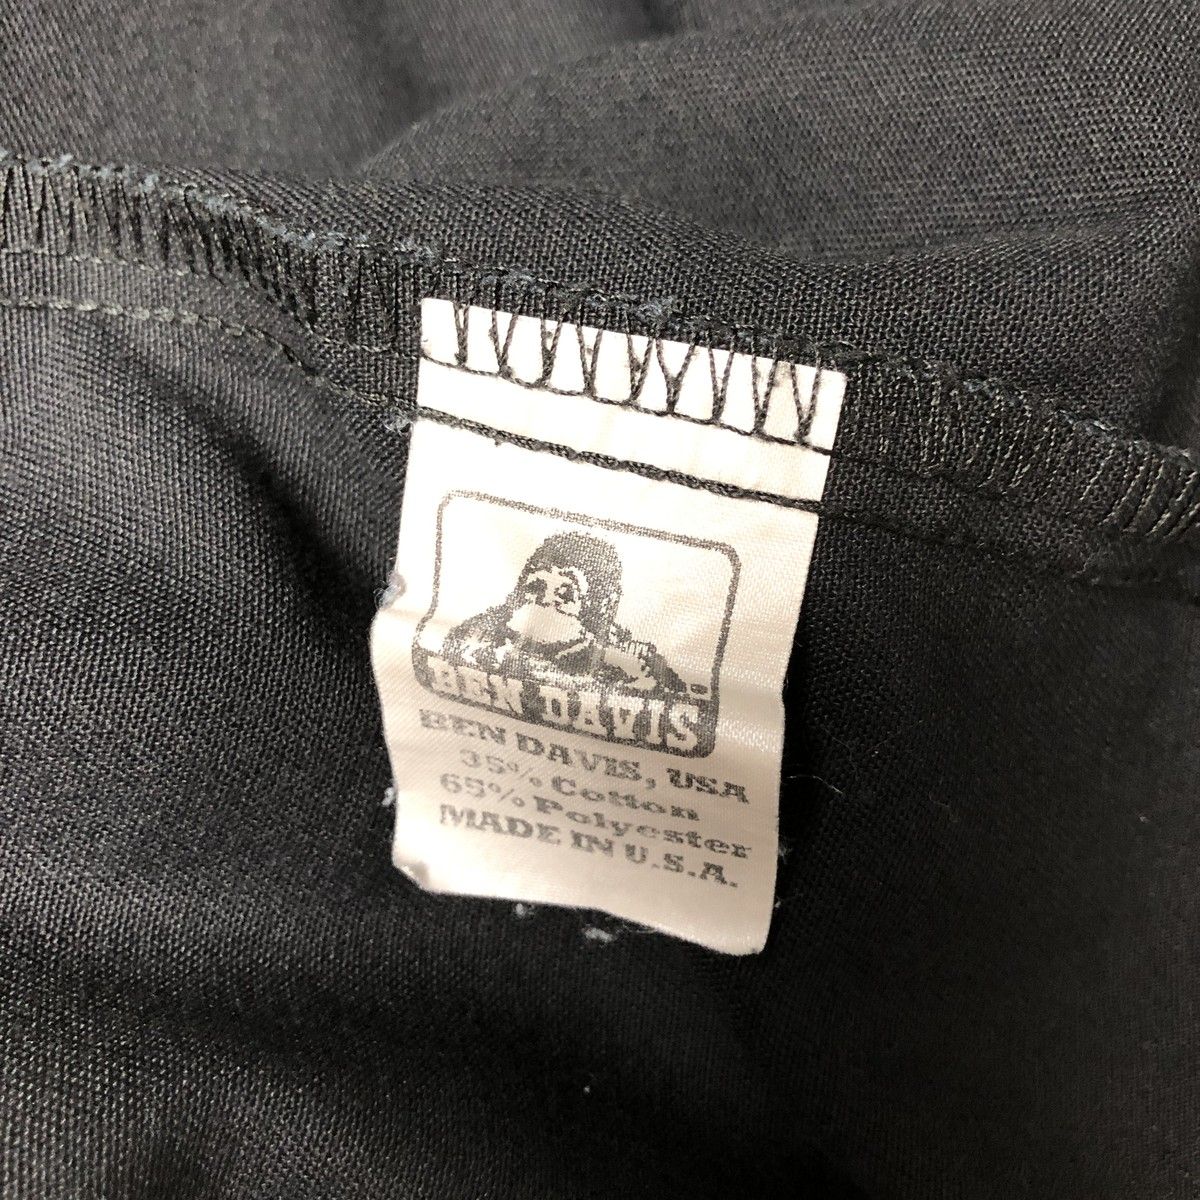 BEN DAVIS
BEN DAVIS, USA
35% Cotton
65% Polyester
MADE IN U.S.A.